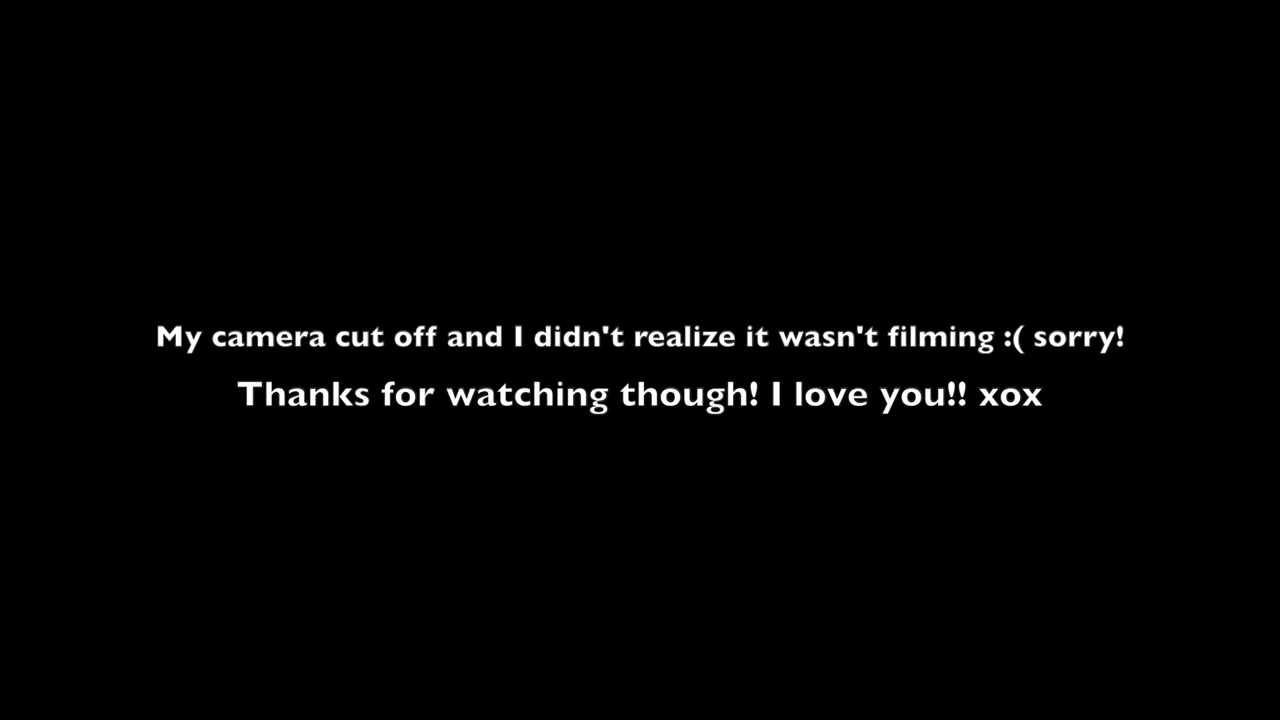 My camera cut off and I didn't realize it wasn't filming :( sorry!
Thanks for watching though! I love you!! xox